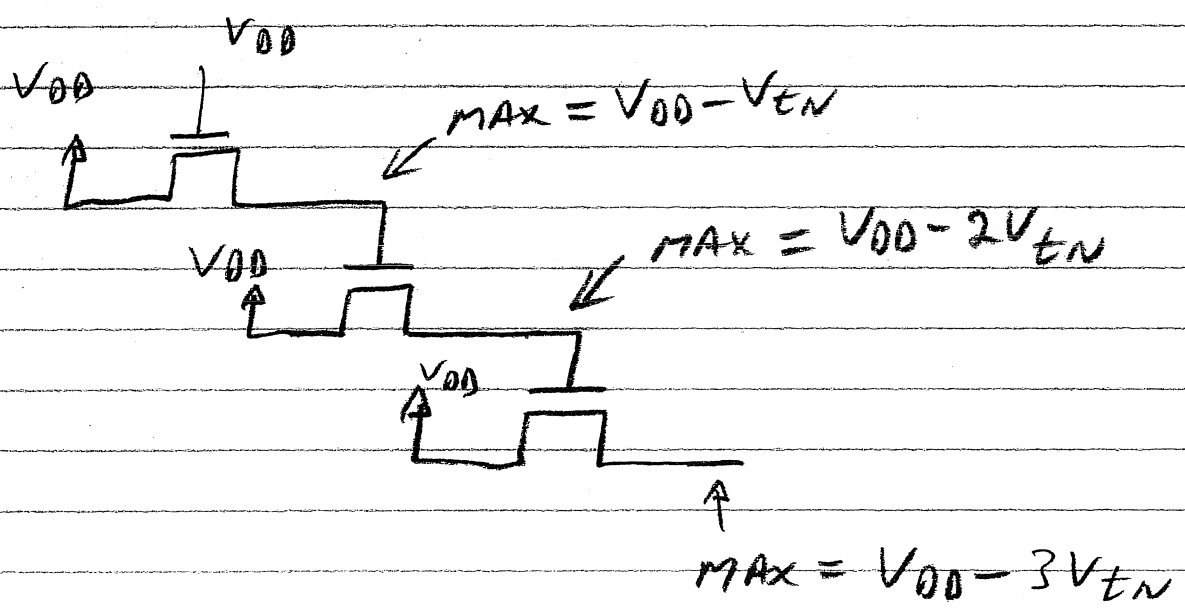 VDD
VDD
MAX = VDD - VtN
VDD
MAX = VDD - 2VtN
VDD
MAX = VDD - 3VtN